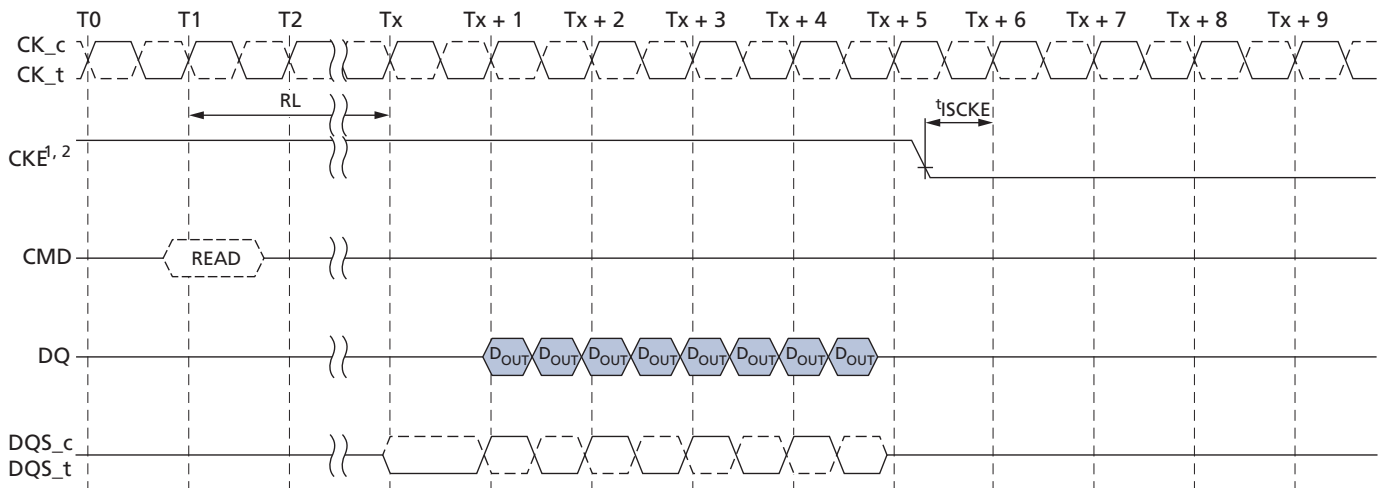 T0 T1 T2 Tx Tx + 1 Tx + 2 Tx + 3 Tx + 4 Tx + 5 Tx + 6 Tx + 7 Tx + 8 Tx + 9
CK_c
CK_t
RL
tISCKE
CKE1, 2
CMD READ
DQ DOUT DOUT DOUT DOUT DOUT DOUT DOUT DOUT
DQS_c
DQS_t